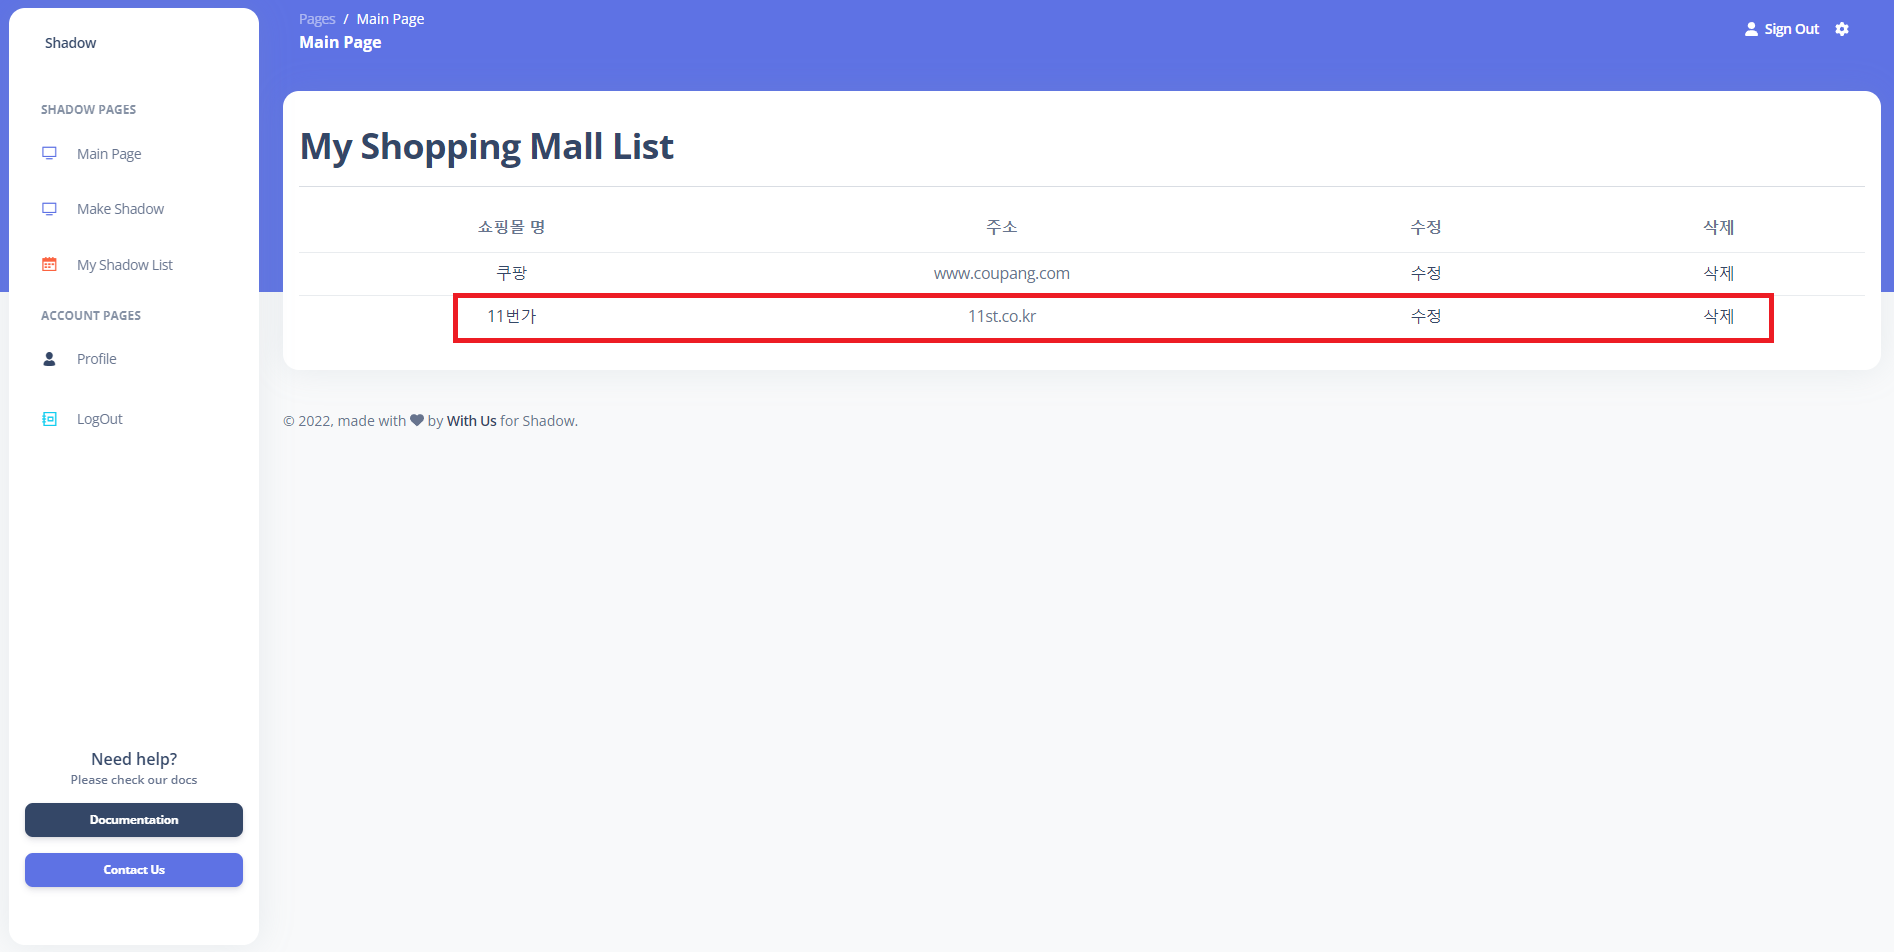 Shadow
SHADOW PAGES
Main Page
Make Shadow
My Shadow List
ACCOUNT PAGES
Profile
LogOut
Need help?
Please check our docs
Documentation
Contact Us
Pages / Main Page
Main Page
Sign Out
My Shopping Mall List
쇼핑몰 명 주소 수정 삭제
쿠팡 www.coupang.com 수정 삭제
11번가 11st.co.kr 수정 삭제
© 2022, made with by With Us for Shadow.